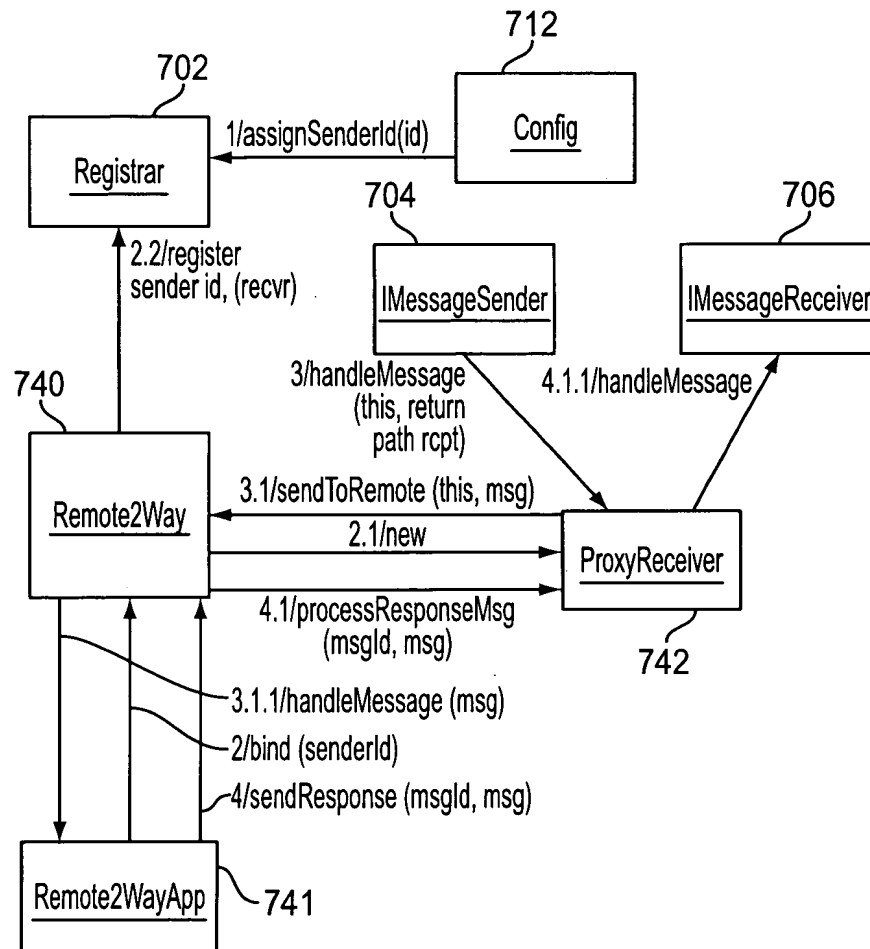 712
702
Config
1/assignSenderId(id)
Registrar
704
706
2.2/register
sender id, (recvr)
IMessageSender
IMessageReceiver
740
3/handleMessage
(this, return
path rcpt)
4.1.1/handleMessage
3.1/sendToRemote (this, msg)
Remote2Way
2.1/new
ProxyReceiver
4.1/processResponseMsg
(msgId, msg)
742
3.1.1/handleMessage (msg)
2/bind (senderId)
4/sendResponse (msgId, msg)
Remote2WayApp
741